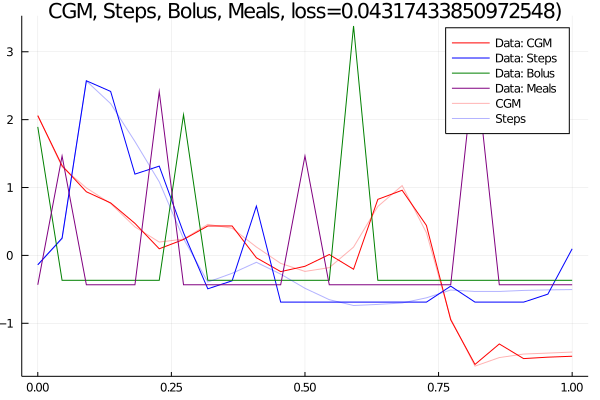 CGM, Steps, Bolus, Meals, loss=0.04317433850972548)
3
2
1
0
−1
0.00
0.25
0.50
0.75
1.00
Data: CGM
Data: Steps
Data: Bolus
Data: Meals
CGM
Steps